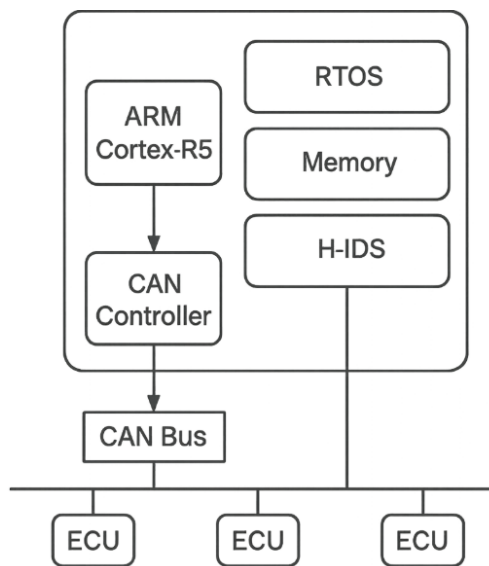 ARM
Cortex-R5
RTOS
Memory
H-IDS
CAN
Controller
CAN Bus
ECU
ECU
ECU